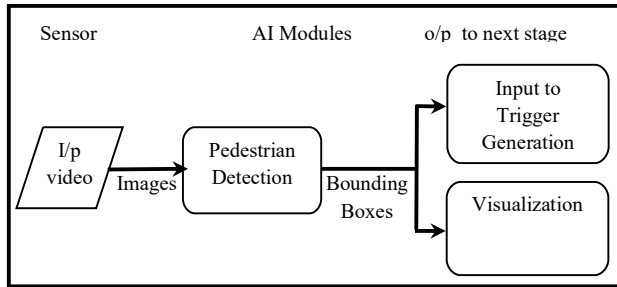 Sensor
AI Modules
o/p to next stage
I/p
video
Images
Pedestrian
Detection
Bounding
Boxes
Input to
Trigger
Generation
Visualization